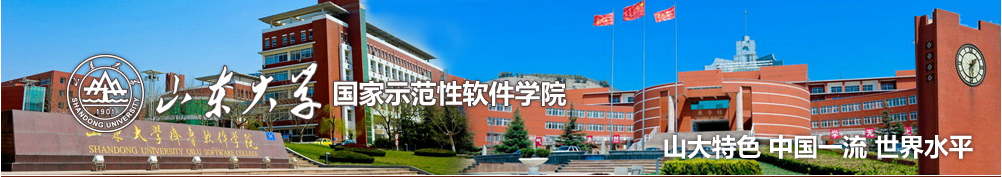 山东大学 国家示范性软件学院
SHANDONG UNIVERSITY
1901
山东大学齐鲁软件学院
SHANDONG UNIVERSITY QILU SOFTWARE COLLEGE
山大特色 中国一流 世界水平